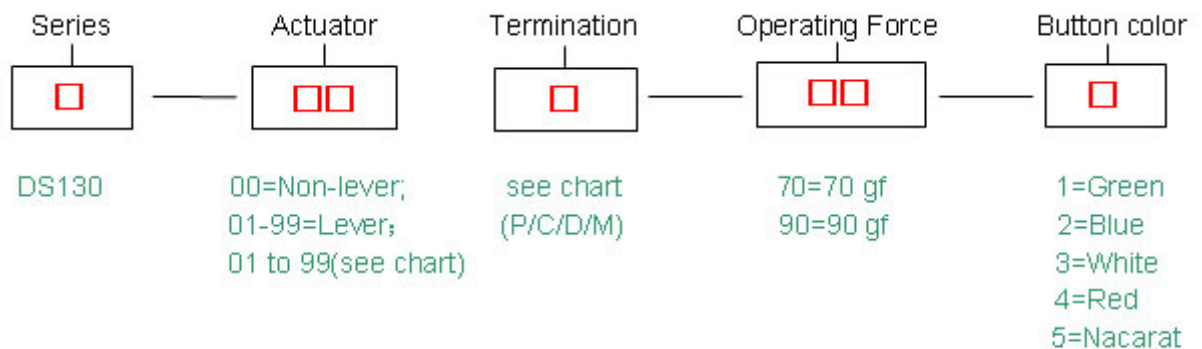 Series Actuator Termination Operating Force Button color
DS130 00=Non-lever; see chart 70=70 gf 1=Green
01-99=Lever； (P/C/D/M) 90=90 gf 2=Blue
01 to 99(see chart) 3=White
4=Red
5=Nacarat